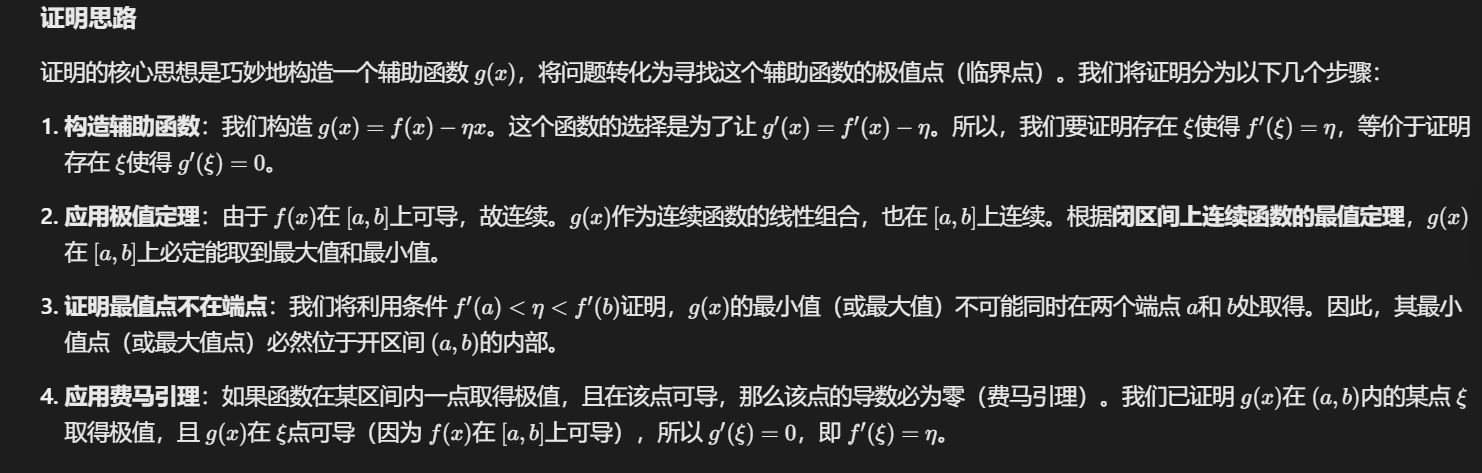 证明思路
证明的核心思想是巧妙地构造一个辅助函数 g(x)，将问题转化为寻找这个辅助函数的极值点（临界点）。我们将证明分为以下几个步骤：
1. 构造辅助函数：我们构造 g(x) = f(x) − ηx。这个函数的选择是为了让 g′(x) = f′(x) − η。所以，我们要证明存在 ξ使得 f′(ξ) = η，等价于证明
存在 ξ使得 g′(ξ) = 0。
2. 应用极值定理：由于 f(x)在 [a, b]上可导，故连续。g(x)作为连续函数的线性组合，也在 [a, b]上连续。根据闭区间上连续函数的最值定理，g(x)
在 [a, b]上必定能取到最大值和最小值。
3. 证明最值点不在端点：我们将利用条件 f′(a) < η < f′(b)证明，g(x)的最小值（或最大值）不可能同时在两个端点 a和 b处取得。因此，其最小
值点（或最大值点）必然位于开区间 (a, b)的内部。
4. 应用费马引理：如果函数在某区间内一点取得极值，且在该点可导，那么该点的导数必为零（费马引理）。我们已证明 g(x)在 (a, b)内的某点 ξ
取得极值，且 g(x)在 ξ点可导（因为 f(x)在 [a, b]上可导），所以 g′(ξ) = 0，即 f′(ξ) = η。